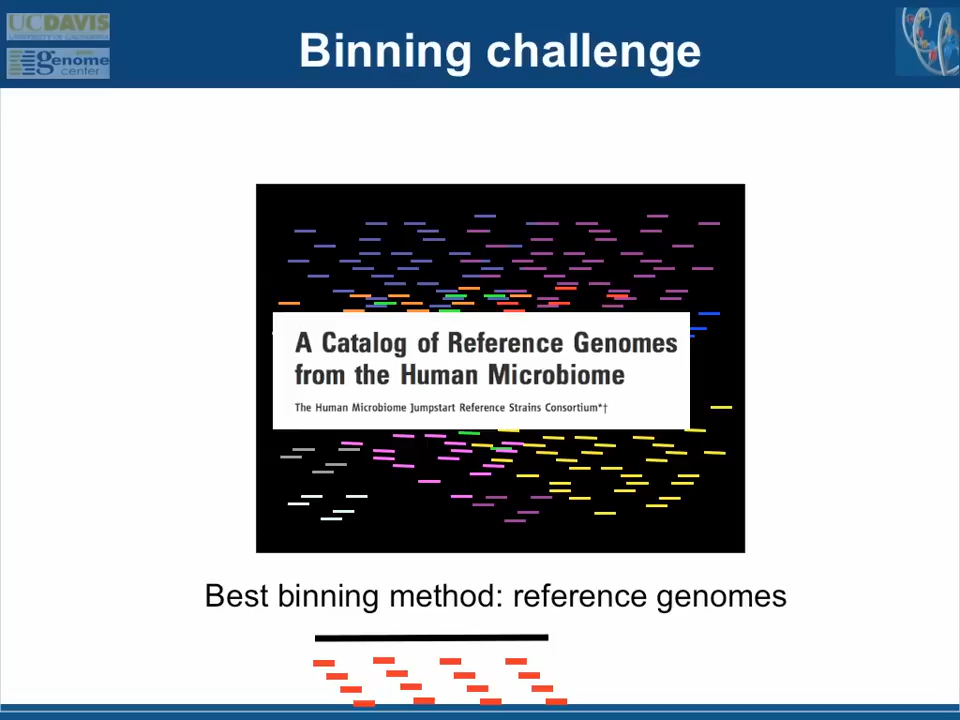 UCDAVIS
UNIVERSITY OF CALIFORNIA
genome
center
Binning challenge
A Catalog of Reference Genomes
from the Human Microbiome
The Human Microbiome Jumpstart Reference Strains Consortium*†
Best binning method: reference genomes